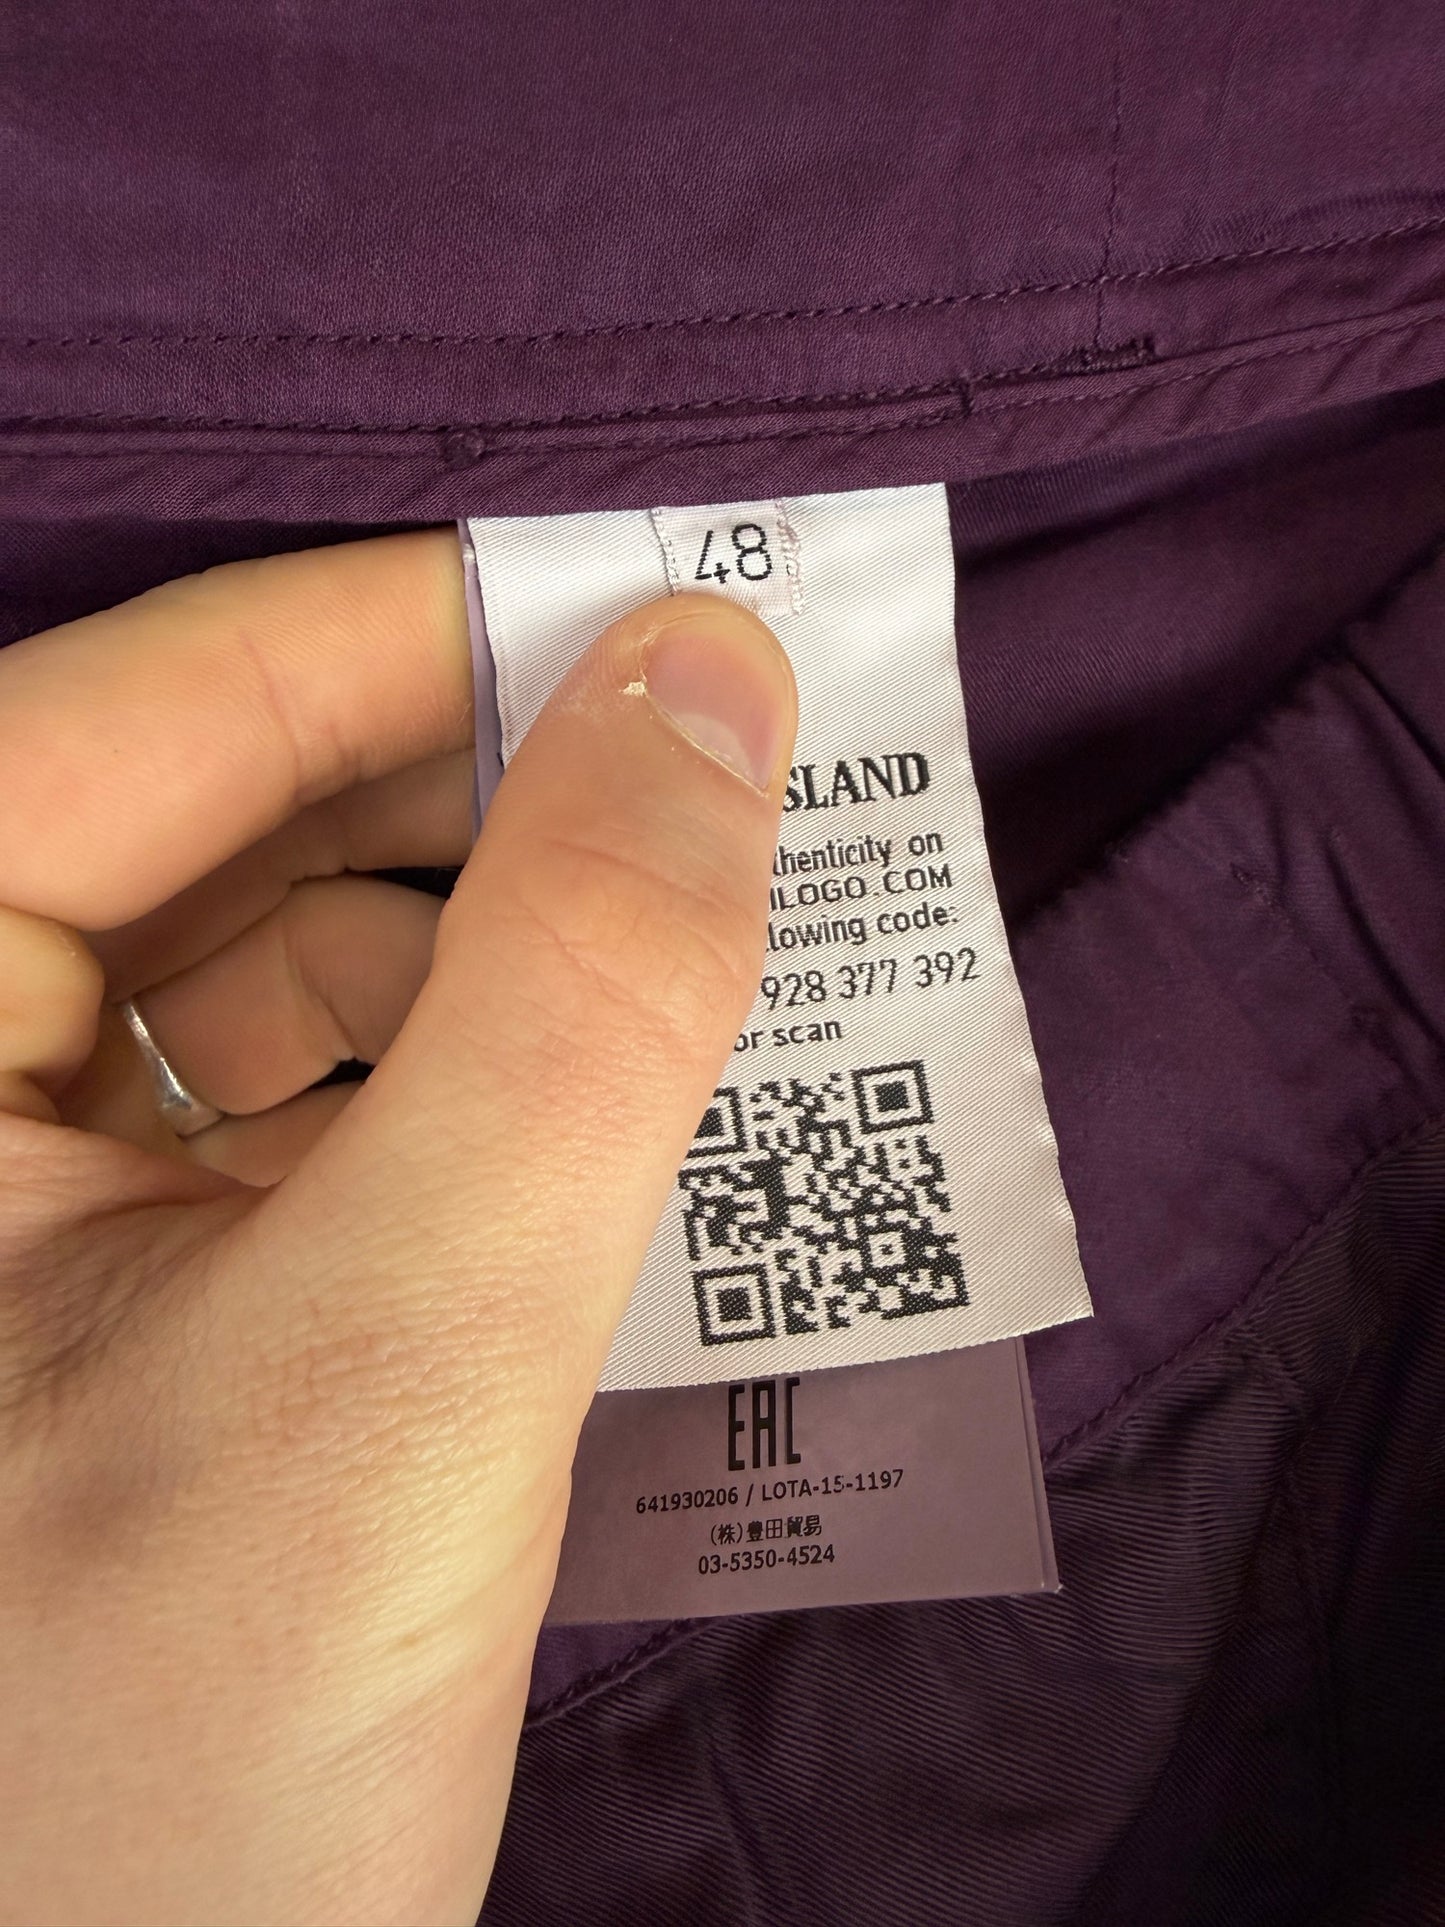 48
SLAND
thenticity on
ILOGO.COM
lowing code:
928 377 392
or scan
EAC
641930206 / LOTA-15-1197
(株)豊田貿易
03-5350-4524